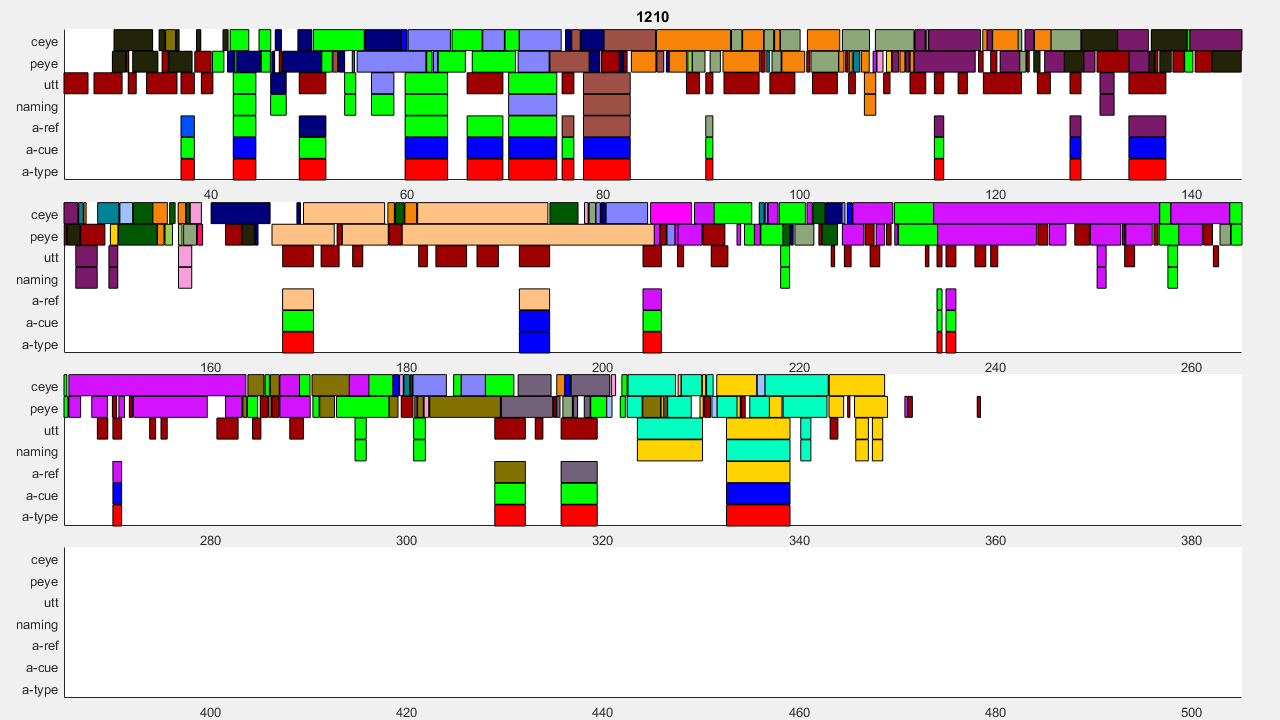 1210
ceye
peye
utt
naming
a-ref
a-cue
a-type
40 60 80 100 120 140
ceye
peye
utt
naming
a-ref
a-cue
a-type
160 180 200 220 240 260
ceye
peye
utt
naming
a-ref
a-cue
a-type
280 300 320 340 360 380
ceye
peye
utt
naming
a-ref
a-cue
a-type
400 420 440 460 480 500